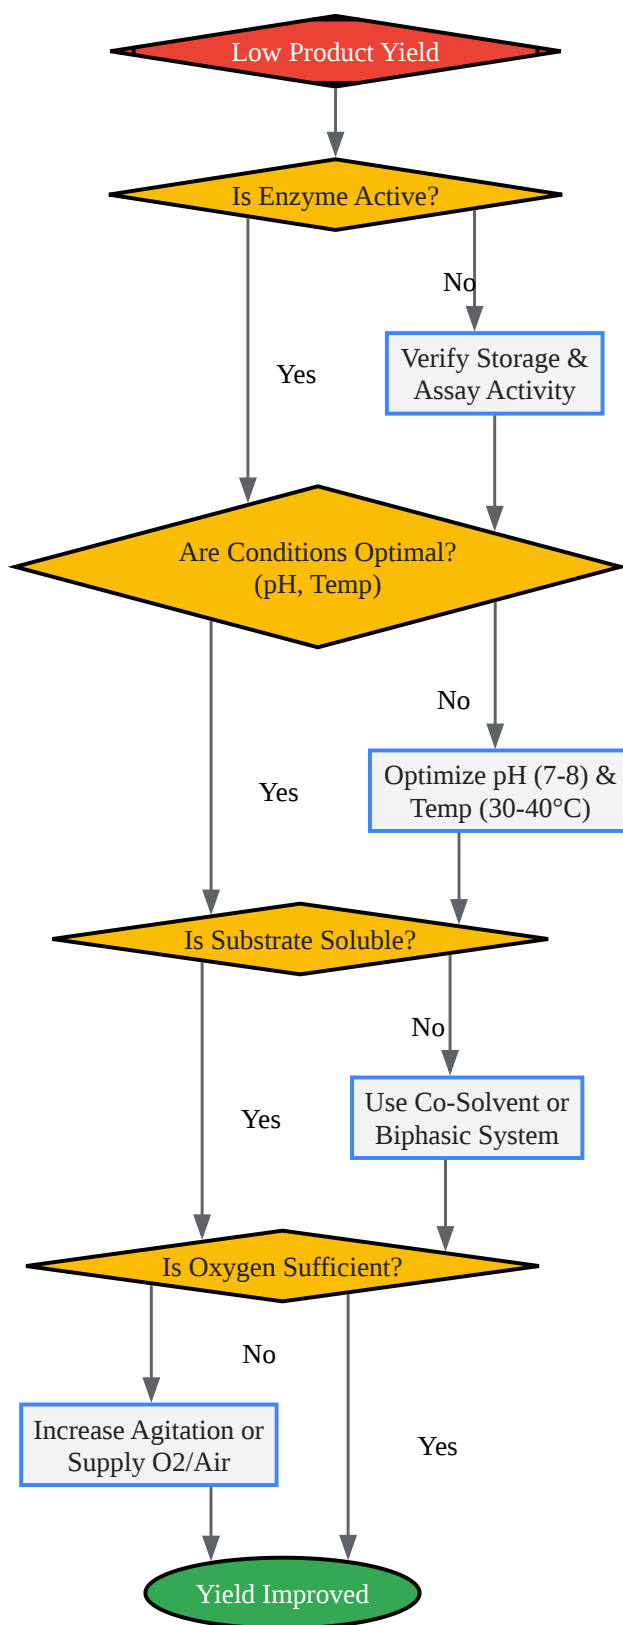 Low Product Yield
Is Enzyme Active?
No
Verify Storage &
Assay Activity
Yes
Are Conditions Optimal?
(pH, Temp)
No
Optimize pH (7-8) &
Temp (30-40°C)
Yes
Is Substrate Soluble?
No
Use Co-Solvent or
Biphasic System
Yes
Is Oxygen Sufficient?
No
Increase Agitation or
Supply O2/Air
Yes
Yield Improved